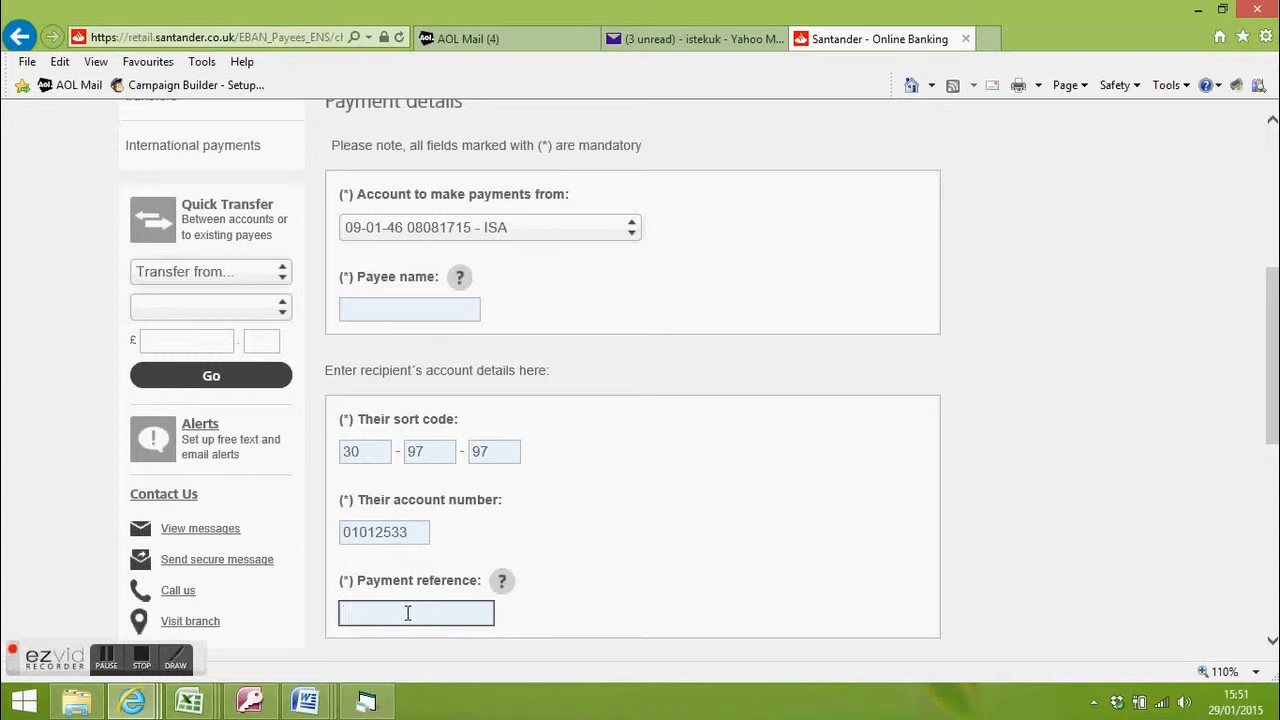 https://retail.santander.co.uk/EBAN_Payees_ENS/ch
AOL Mail (4)
(3 unread) - istekuk - Yahoo M...
Santander - Online Banking
File Edit View Favourites Tools Help
AOL Mail
Campaign Builder - Setup...
Page
Safety
Tools
transfers
International payments
Quick Transfer
Between accounts or
to existing payees
Transfer from...
£
.
Go
Alerts
Set up free text and
email alerts
Contact Us
View messages
Send secure message
Call us
Visit branch
Payment details
Please note, all fields marked with (*) are mandatory
(*) Account to make payments from:
09-01-46 08081715 - ISA
(*) Payee name: ?
Enter recipient´s account details here:
(*) Their sort code:
30 - 97 - 97
(*) Their account number:
01012533
(*) Payment reference: ?
ezvid
RECORDER
PAUSE
STOP
DRAW
110%
15:51
29/01/2015